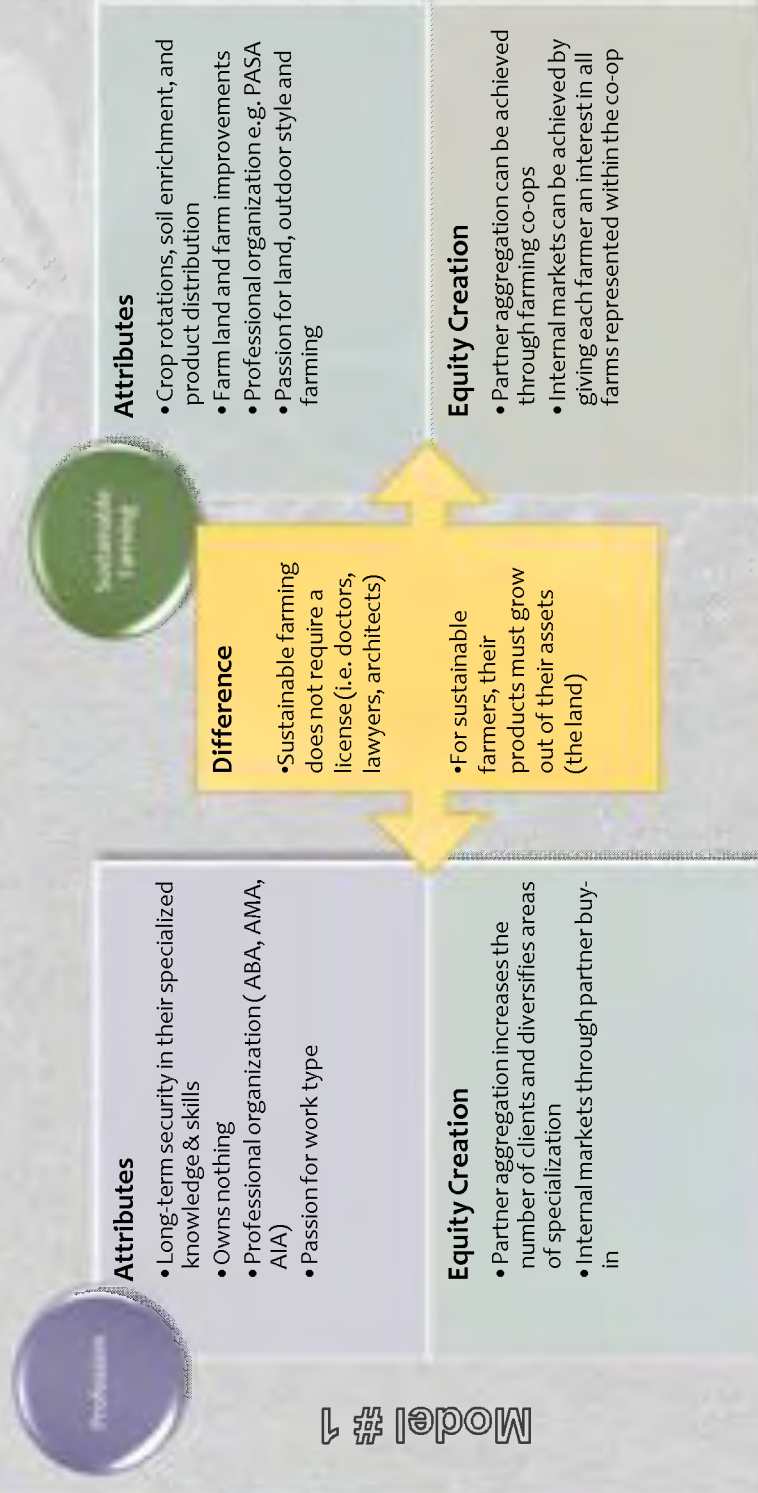 Model # 1
Profession
Attributes
• Long-term security in their specialized
knowledge & skills
• Owns nothing
• Professional organization ( ABA, AMA,
AIA)
• Passion for work type
Equity Creation
• Partner aggregation increases the
number of clients and diversifies areas
of specialization
• Internal markets through partner buy-
in
Difference
•Sustainable farming
does not require a
license (i.e. doctors,
lawyers, architects)
•For sustainable
farmers, their
products must grow
out of their assets
(the land)
Sustainable
Farming
Attributes
• Crop rotations, soil enrichment, and
product distribution
• Farm land and farm improvements
• Professional organization e.g. PASA
• Passion for land, outdoor style and
farming
Equity Creation
• Partner aggregation can be achieved
through farming co-ops
• Internal markets can be achieved by
giving each farmer an interest in all
farms represented within the co-op